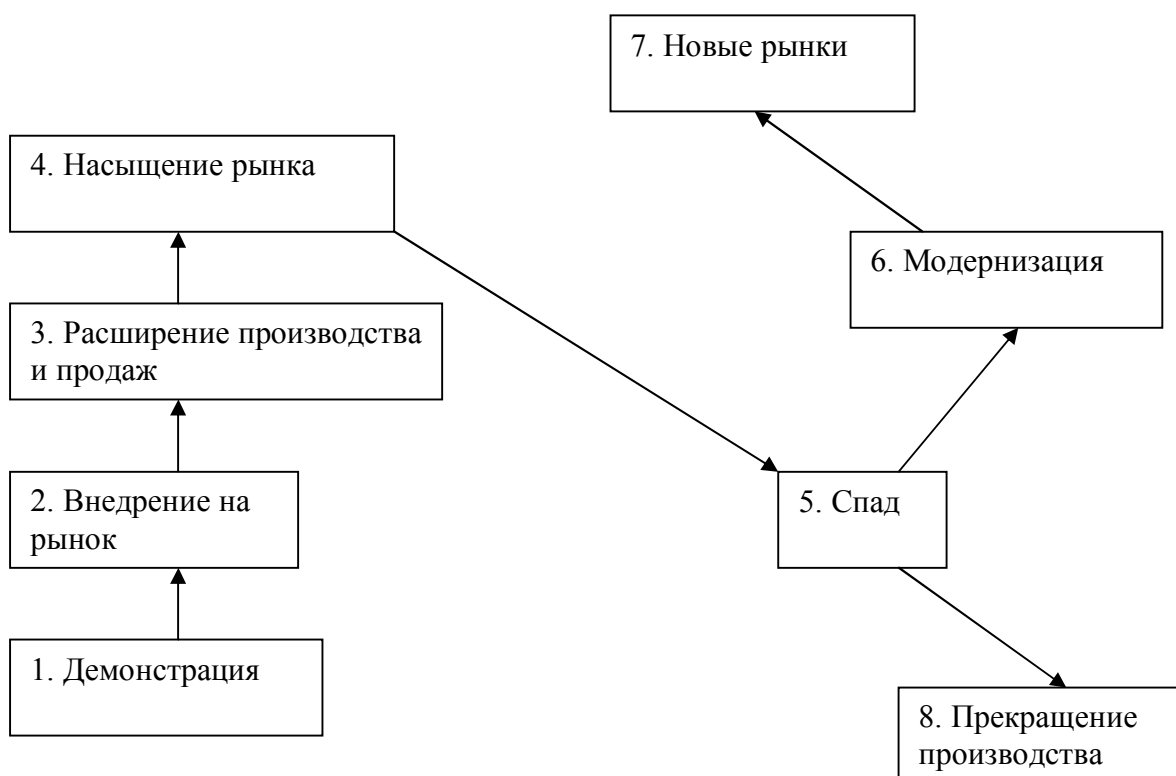 7. Новые рынки
4. Насыщение рынка
6. Модернизация
3. Расширение производства
и продаж
2. Внедрение на
рынок
5. Спад
1. Демонстрация
8. Прекращение
производства